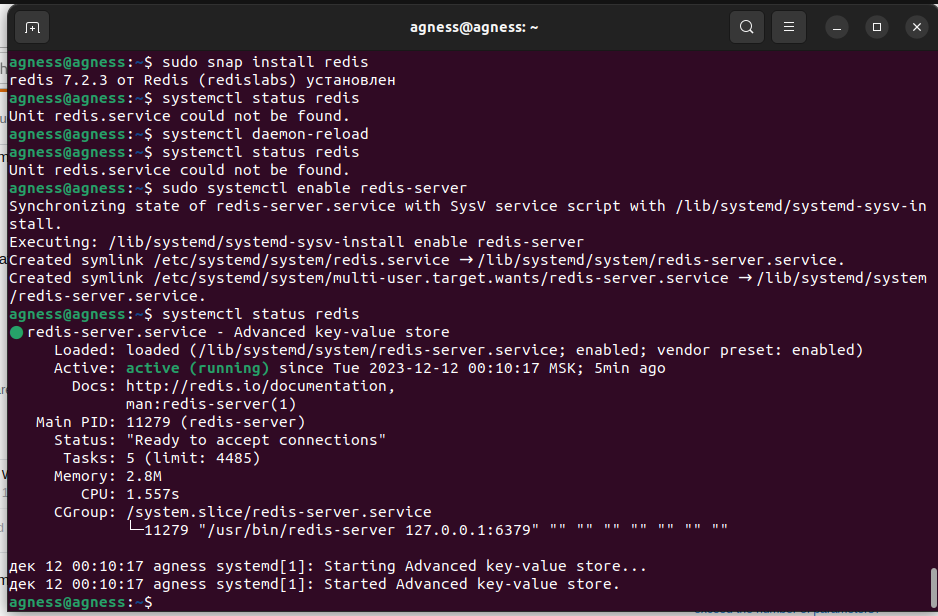 agness@agness: ~
agness@agness:~$ sudo snap install redis
redis 7.2.3 от Redis (redislabs) установлен
agness@agness:~$ systemctl status redis
Unit redis.service could not be found.
agness@agness:~$ systemctl daemon-reload
agness@agness:~$ systemctl status redis
Unit redis.service could not be found.
agness@agness:~$ sudo systemctl enable redis-server
Synchronizing state of redis-server.service with SysV service script with /lib/systemd/systemd-sysv-in
stall.
Executing: /lib/systemd/systemd-sysv-install enable redis-server
Created symlink /etc/systemd/system/redis.service → /lib/systemd/system/redis-server.service.
Created symlink /etc/systemd/system/multi-user.target.wants/redis-server.service → /lib/systemd/system
/redis-server.service.
agness@agness:~$ systemctl status redis
● redis-server.service - Advanced key-value store
Loaded: loaded (/lib/systemd/system/redis-server.service; enabled; vendor preset: enabled)
Active: active (running) since Tue 2023-12-12 00:10:17 MSK; 5min ago
Docs: http://redis.io/documentation,
man:redis-server(1)
Main PID: 11279 (redis-server)
Status: "Ready to accept connections"
Tasks: 5 (limit: 4485)
Memory: 2.8M
CPU: 1.557s
CGroup: /system.slice/redis-server.service
└─11279 "/usr/bin/redis-server 127.0.0.1:6379" "" "" "" "" "" "" ""
дек 12 00:10:17 agness systemd[1]: Starting Advanced key-value store...
дек 12 00:10:17 agness systemd[1]: Started Advanced key-value store.
agness@agness:~$